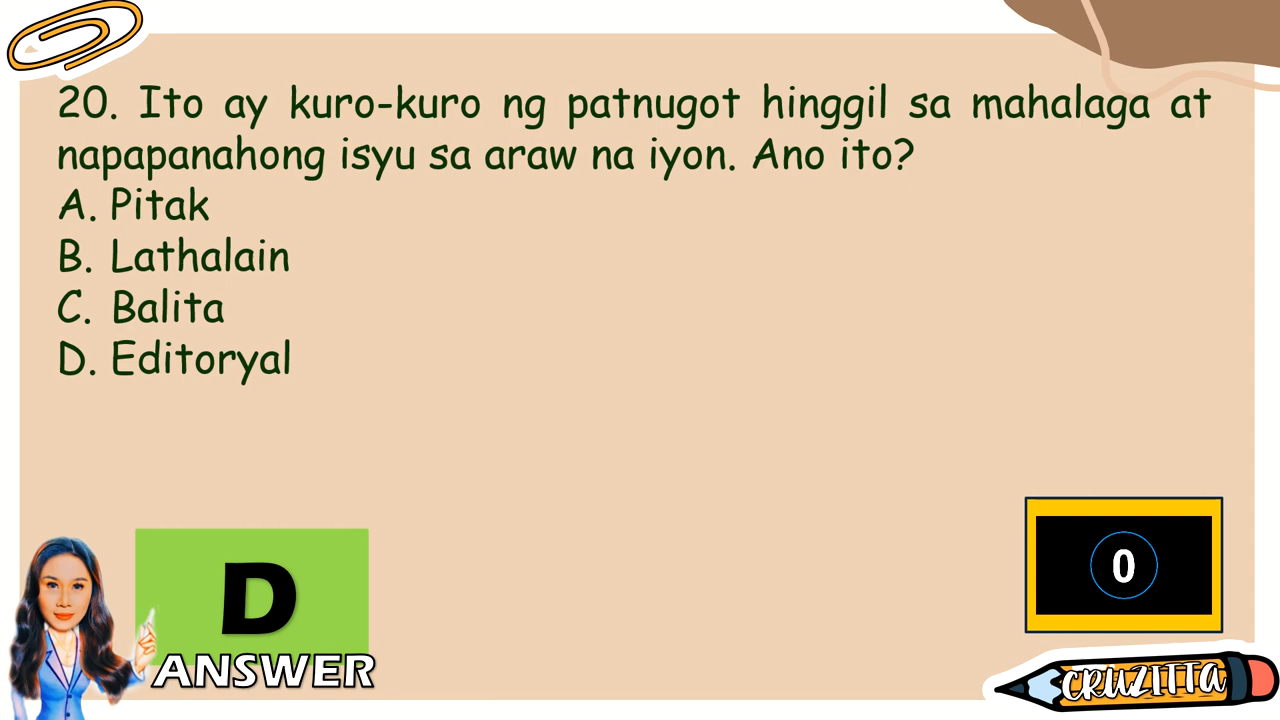 20. Ito ay kuro-kuro ng patnugot hinggil sa mahalaga at
napapanahong isyu sa araw na iyon. Ano ito?
A. Pitak
B. Lathalain
C. Balita
D. Editoryal
D
ANSWER
0
CRUZITTA